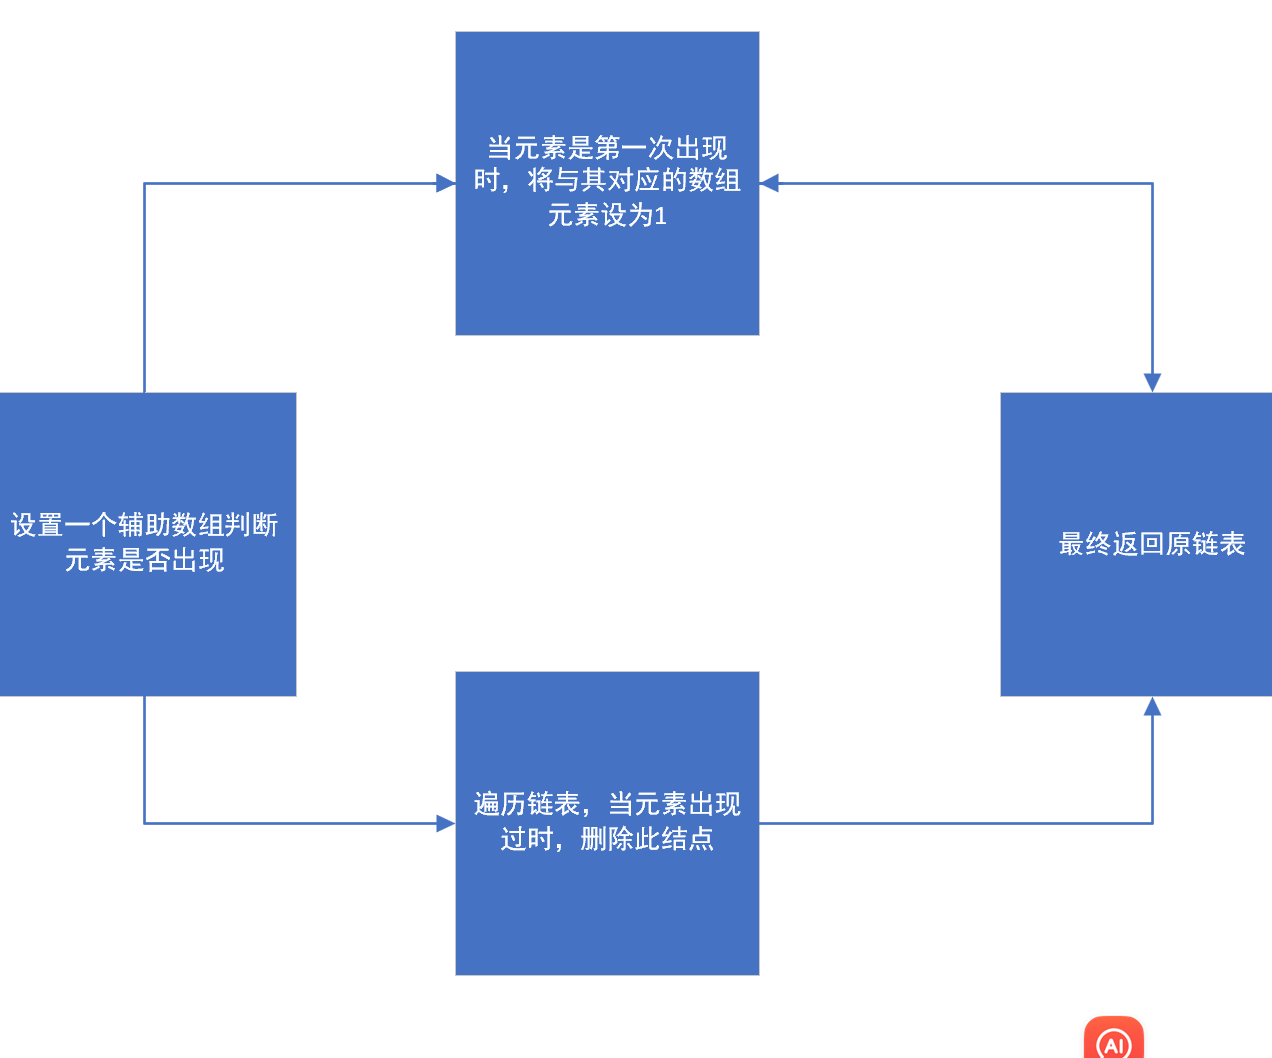 当元素是第一次出现
时，将与其对应的数组
元素设为1
设置一个辅助数组判断
元素是否出现
最终返回原链表
遍历链表，当元素出现
过时，删除此结点
AI